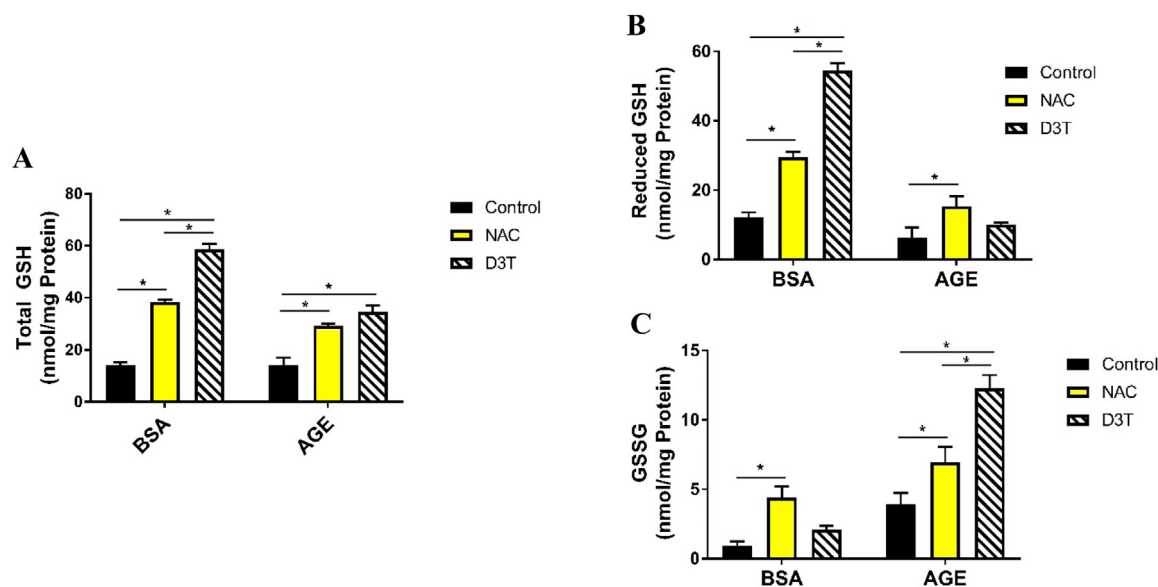 A
Total GSH
(nmol/mg Protein)
80
60
40
20
0
*
*
*
*
*
BSA
AGE
Control
NAC
D3T
B
Reduced GSH
(nmol/mg Protein)
60
40
20
0
*
*
*
*
BSA
AGE
Control
NAC
D3T
C
GSSG
(nmol/mg Protein)
15
10
5
0
*
*
*
*
BSA
AGE
Control
NAC
D3T